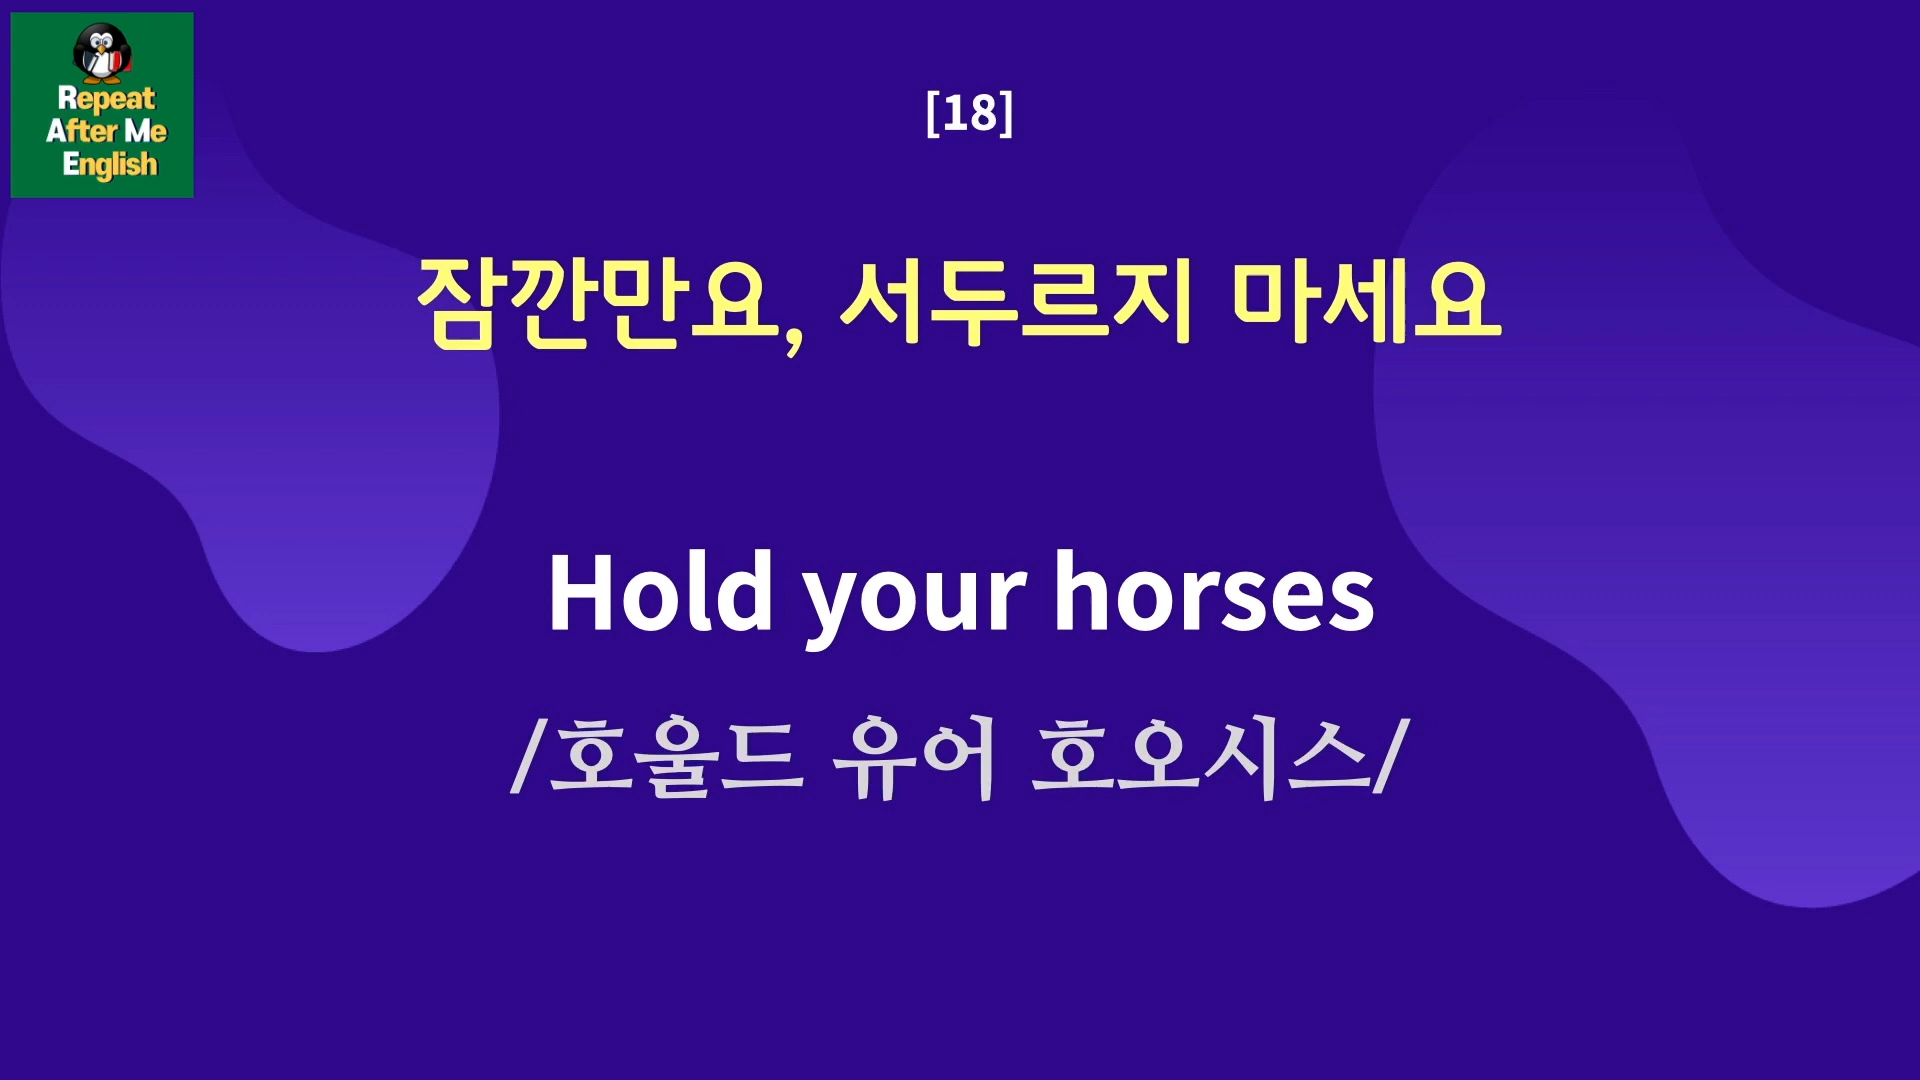 Repeat
After Me
English
[18]
잠깐만요, 서두르지 마세요
Hold your horses
/호울드 유어 호오시스/